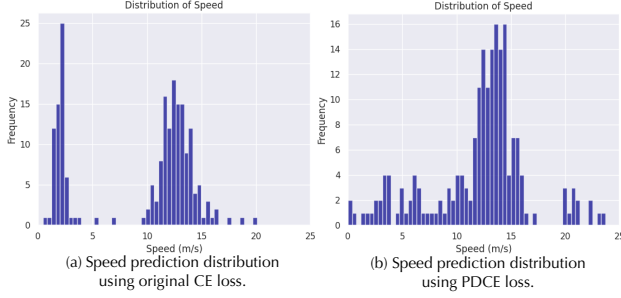 Distribution of Speed
25
20
15
10
5
0
Frequency
0 5 10 15 20 25
Speed (m/s)
(a) Speed prediction distribution
using original CE loss.
Distribution of Speed
16
14
12
10
8
6
4
2
0
Frequency
0 5 10 15 20 25
Speed (m/s)
(b) Speed prediction distribution
using PDCE loss.